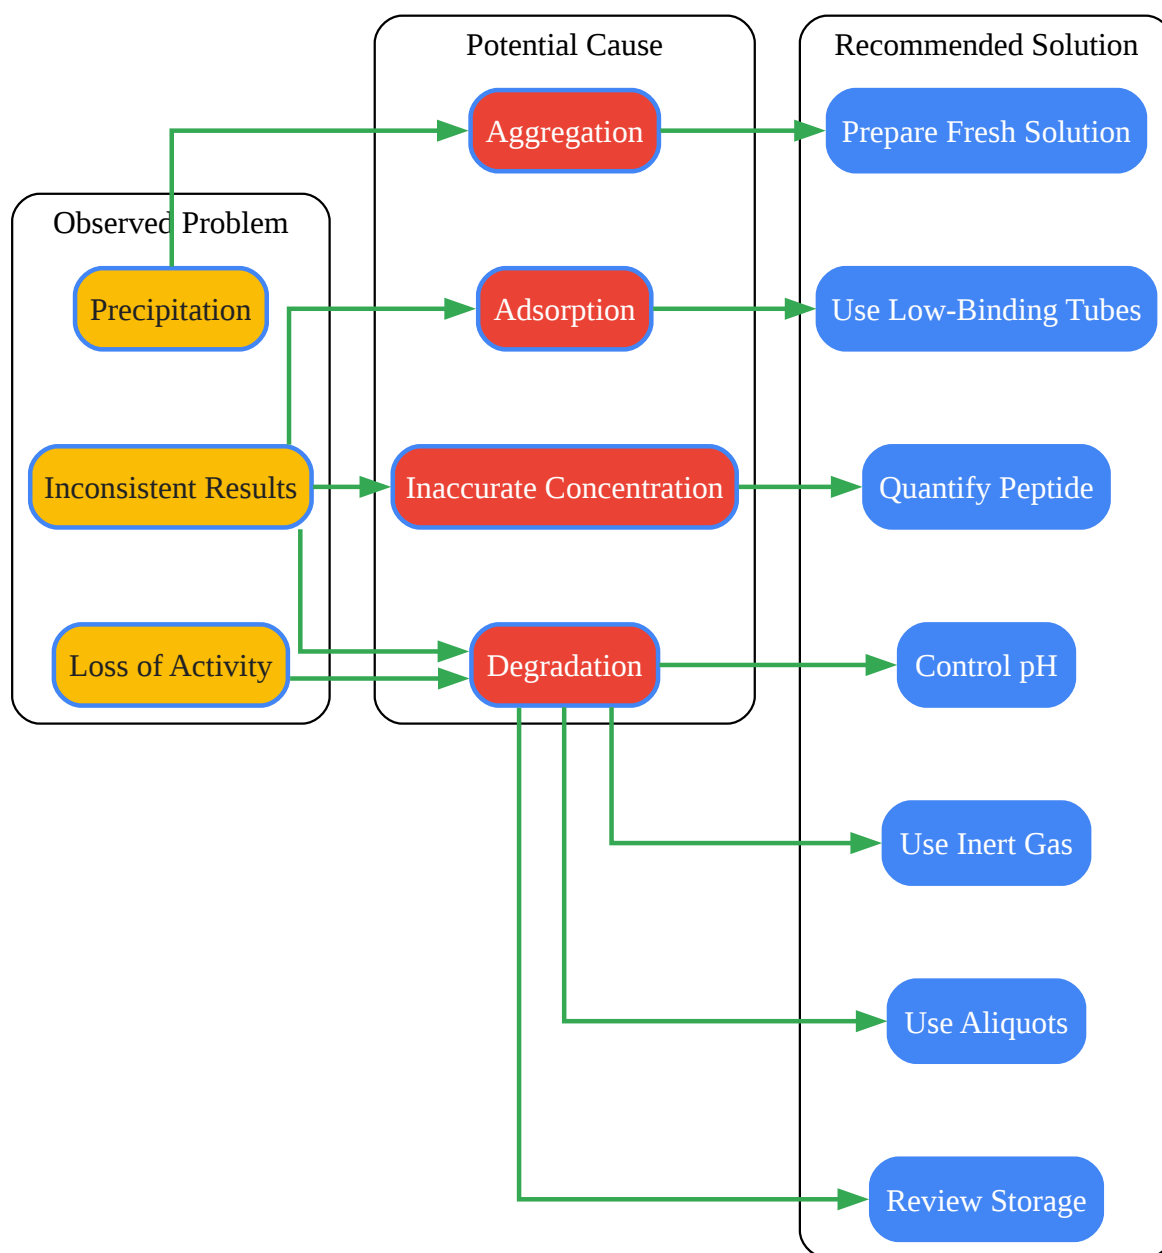 Potential Cause
Recommended Solution
Aggregation
Prepare Fresh Solution
Observed Problem
Precipitation
Adsorption
Use Low-Binding Tubes
Inconsistent Results
Inaccurate Concentration
Quantify Peptide
Loss of Activity
Degradation
Control pH
Use Inert Gas
Use Aliquots
Review Storage